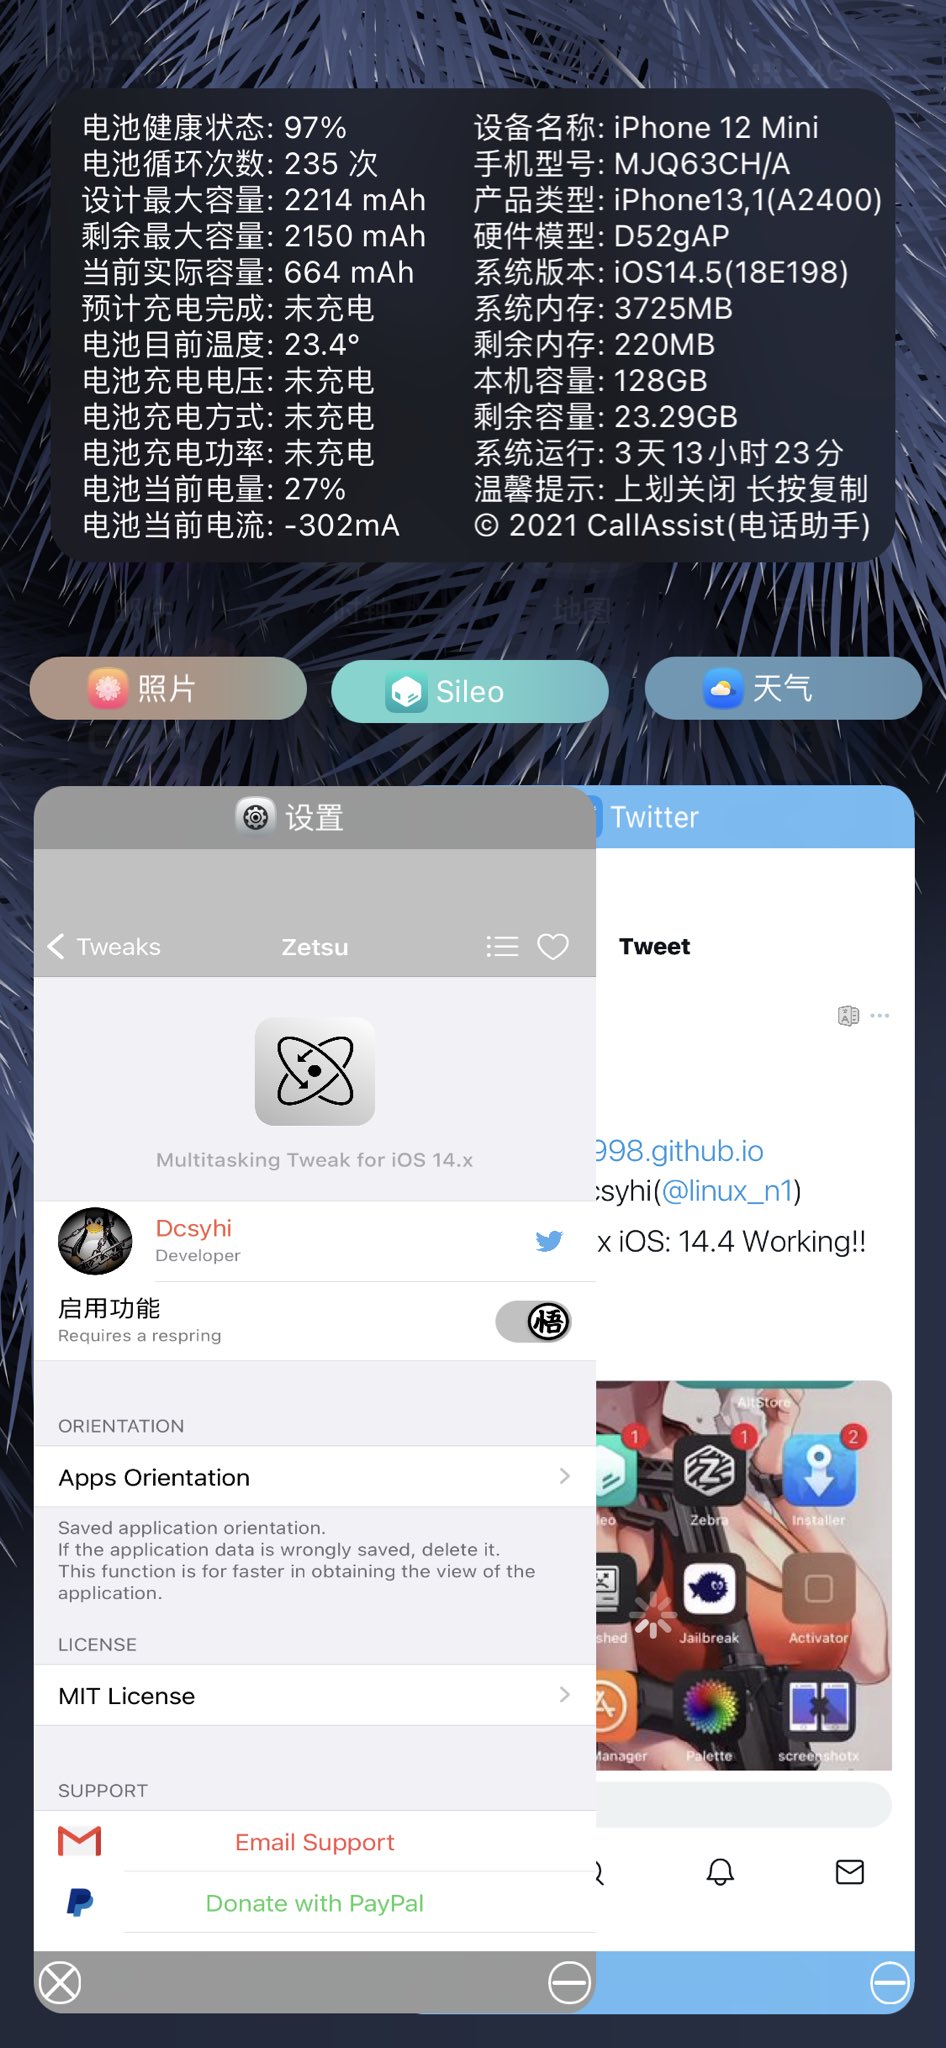 电池健康状态: 97%
电池循环次数: 235 次
设计最大容量: 2214 mAh
剩余最大容量: 2150 mAh
当前实际容量: 664 mAh
预计充电完成: 未充电
电池目前温度: 23.4°
电池充电电压: 未充电
电池充电方式: 未充电
电池充电功率: 未充电
电池当前电量: 27%
电池当前电流: -302mA
设备名称: iPhone 12 Mini
手机型号: MJQ63CH/A
产品类型: iPhone13,1(A2400)
硬件模型: D52gAP
系统版本: iOS14.5(18E198)
系统内存: 3725MB
剩余内存: 220MB
本机容量: 128GB
剩余容量: 23.29GB
系统运行: 3天13小时23分
温馨提示: 上划关闭 长按复制
© 2021 CallAssist(电话助手)
时钟
地图
照片
Sileo
天气
设置
Tweaks
Zetsu
Multitasking Tweak for iOS 14.x
Dcsyhi
Developer
启用功能
Requires a respring
悟
ORIENTATION
Apps Orientation
Saved application orientation.
If the application data is wrongly saved, delete it.
This function is for faster in obtaining the view of the
application.
LICENSE
MIT License
SUPPORT
Email Support
Donate with PayPal
Twitter
Tweet
998.github.io
csyhi(@linux_n1)
x iOS: 14.4 Working!!
AltStore
1
1
2
leo
Zebra
Installer
shed
Jailbreak
Activator
Manager
Palette
screenshotx